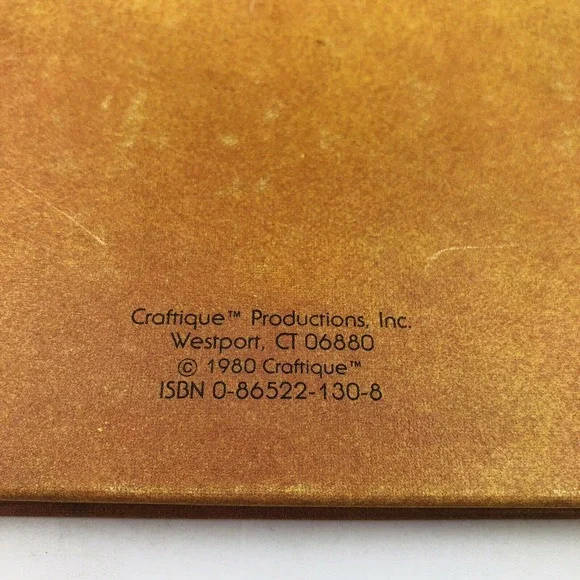 Craftique™ Productions, Inc.
Westport, CT 06880
© 1980 Craftique™
ISBN 0-86522-130-8